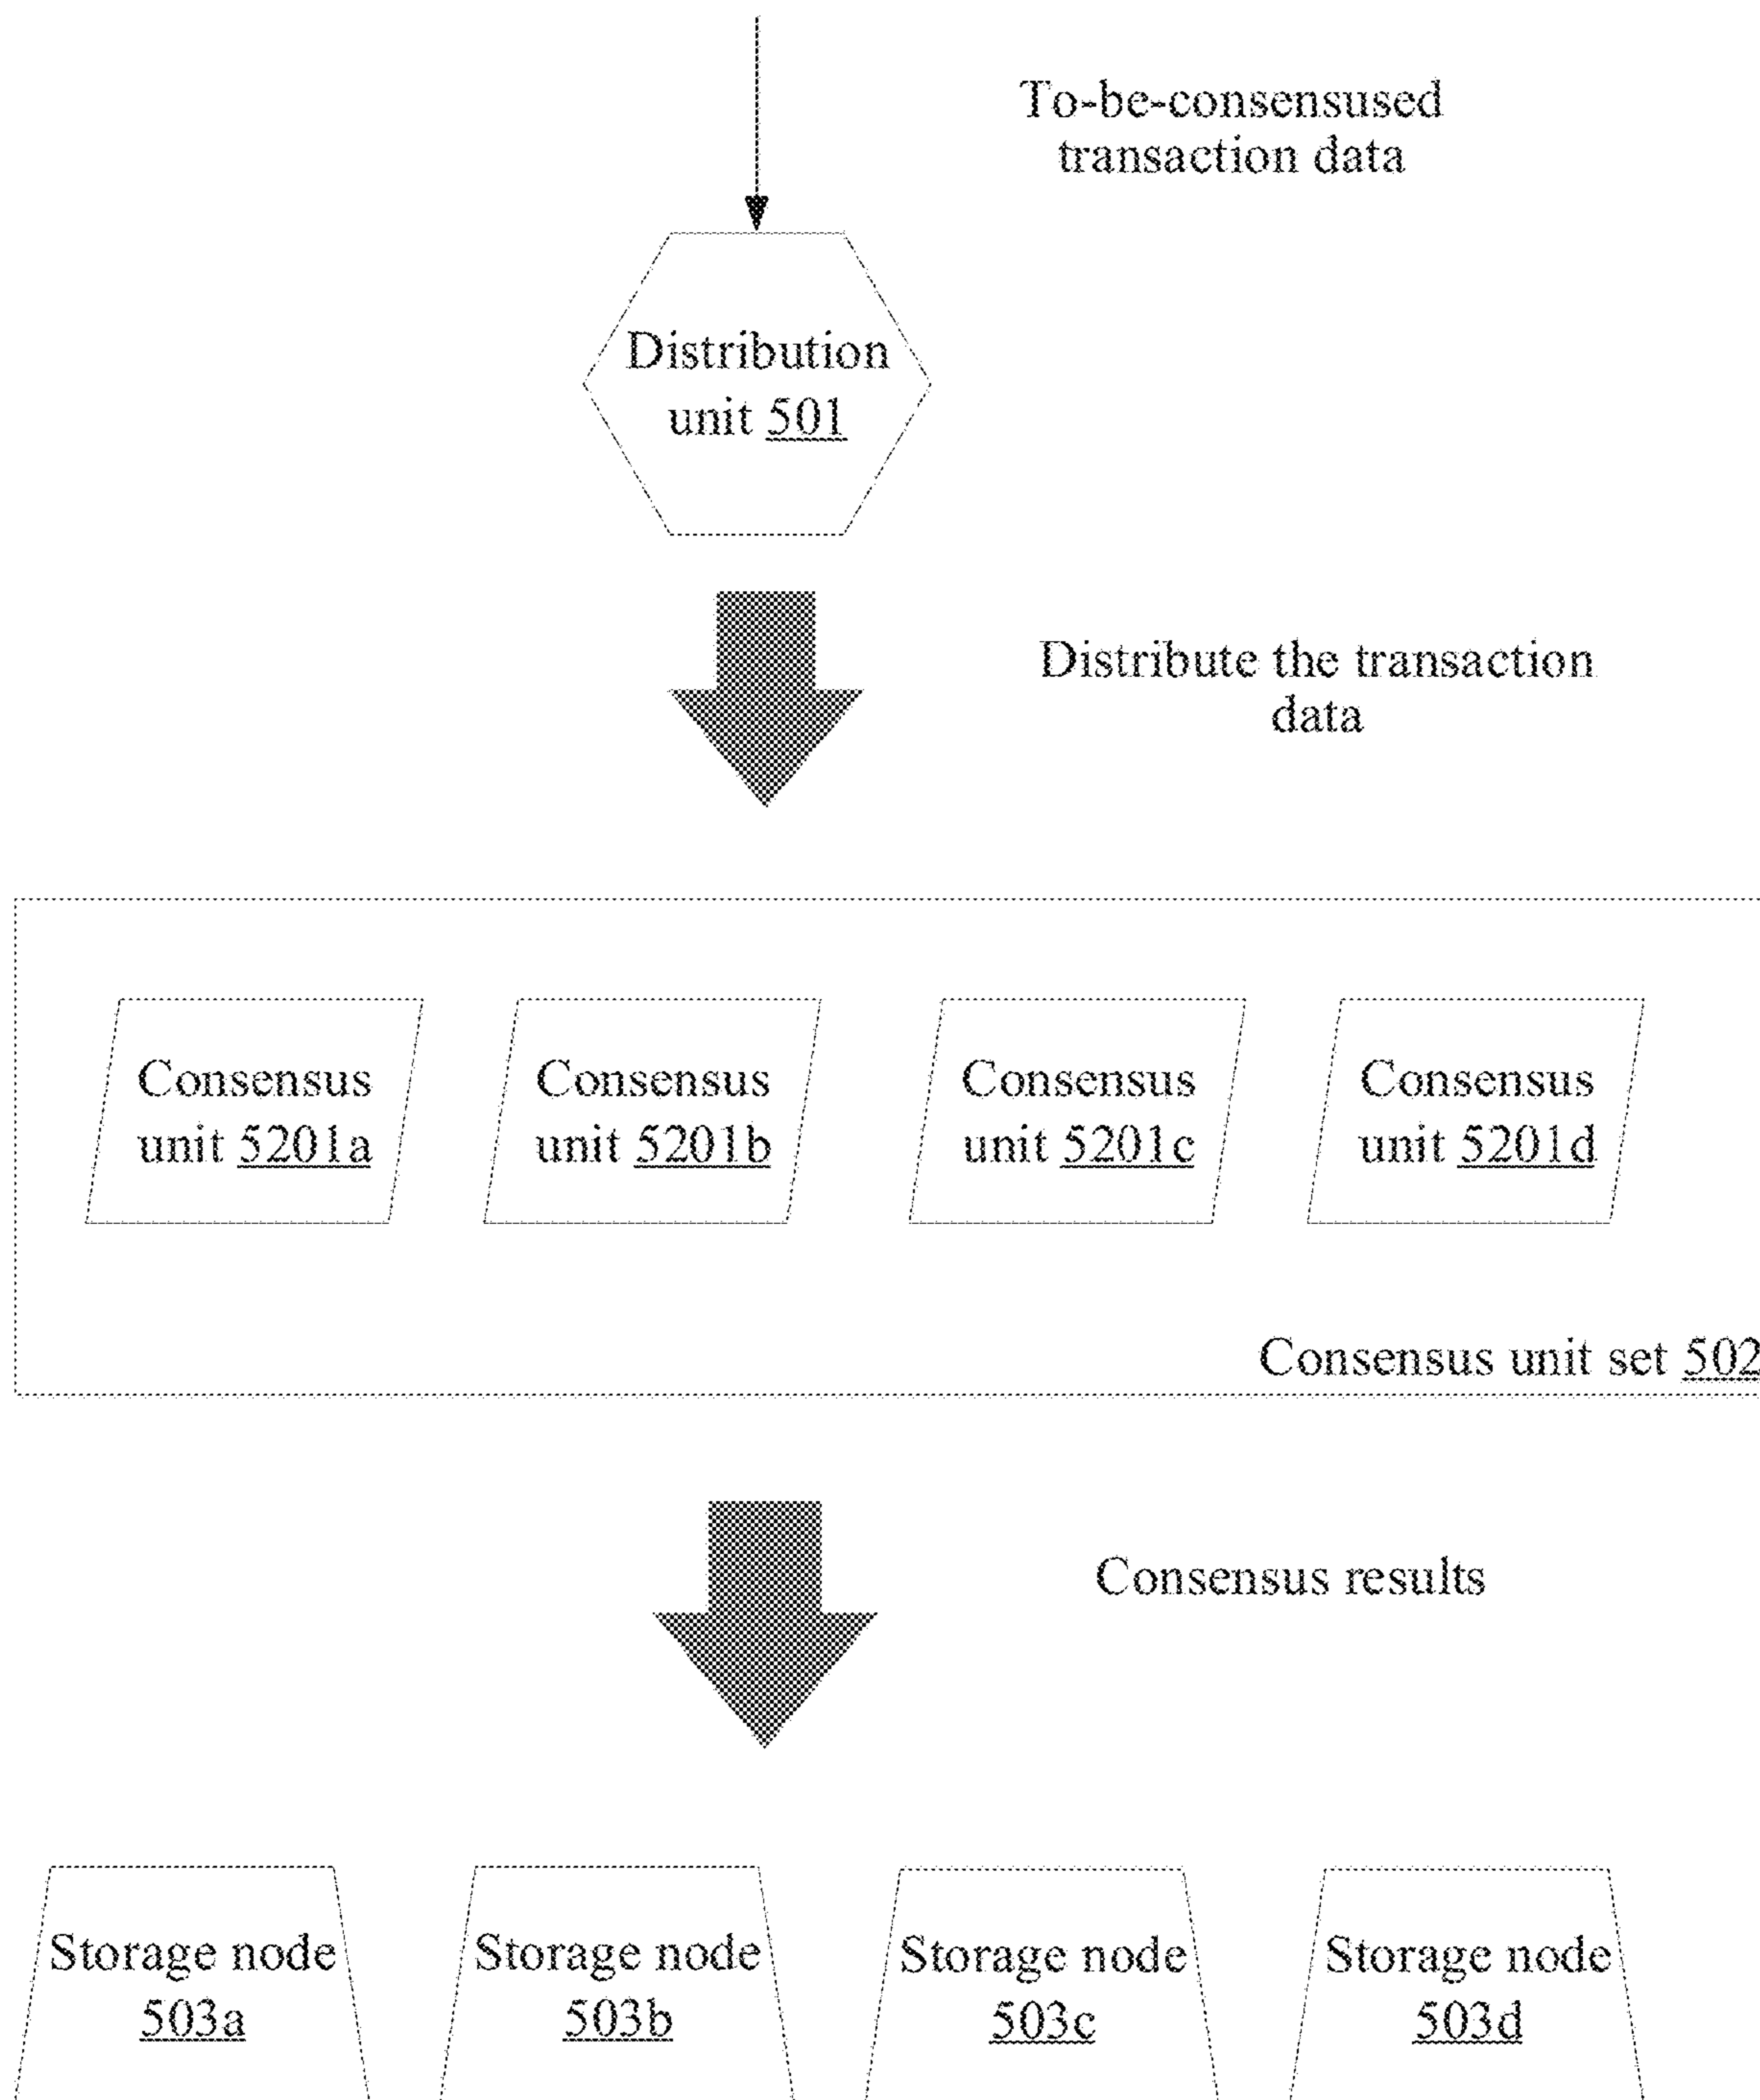 To-be-consensused
transaction data
Distribution
unit 501
Distribute the transaction
data
Consensus
unit 5201a
Consensus
unit 5201b
Consensus
unit 5201c
Consensus
unit 5201d
Consensus unit set 502
Consensus results
Storage node
503a
Storage node
503b
Storage node
503c
Storage node
503d